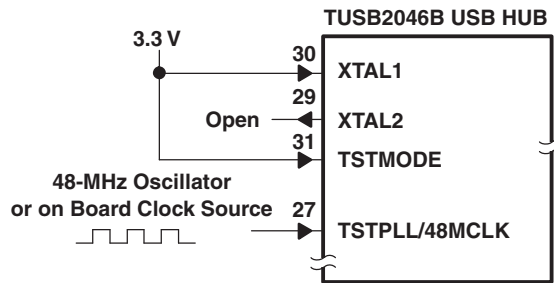 TUSB2046B USB HUB
3.3 V
30
XTAL1
29
Open
XTAL2
31
TSTMODE
48-MHz Oscillator
or on Board Clock Source
27
TSTPLL/48MCLK